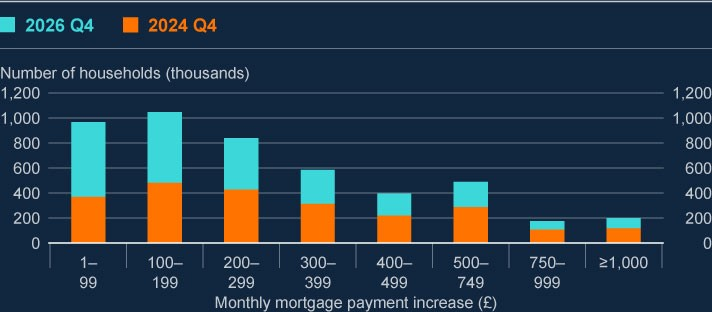 2026 Q4 2024 Q4
Number of households (thousands)
1,200 1,200
1,000 1,000
800 800
600 600
400 400
200 200
0 0
1– 100– 200– 300– 400– 500– 750– ≥1,000
99 199 299 399 499 749 999
Monthly mortgage payment increase (£)